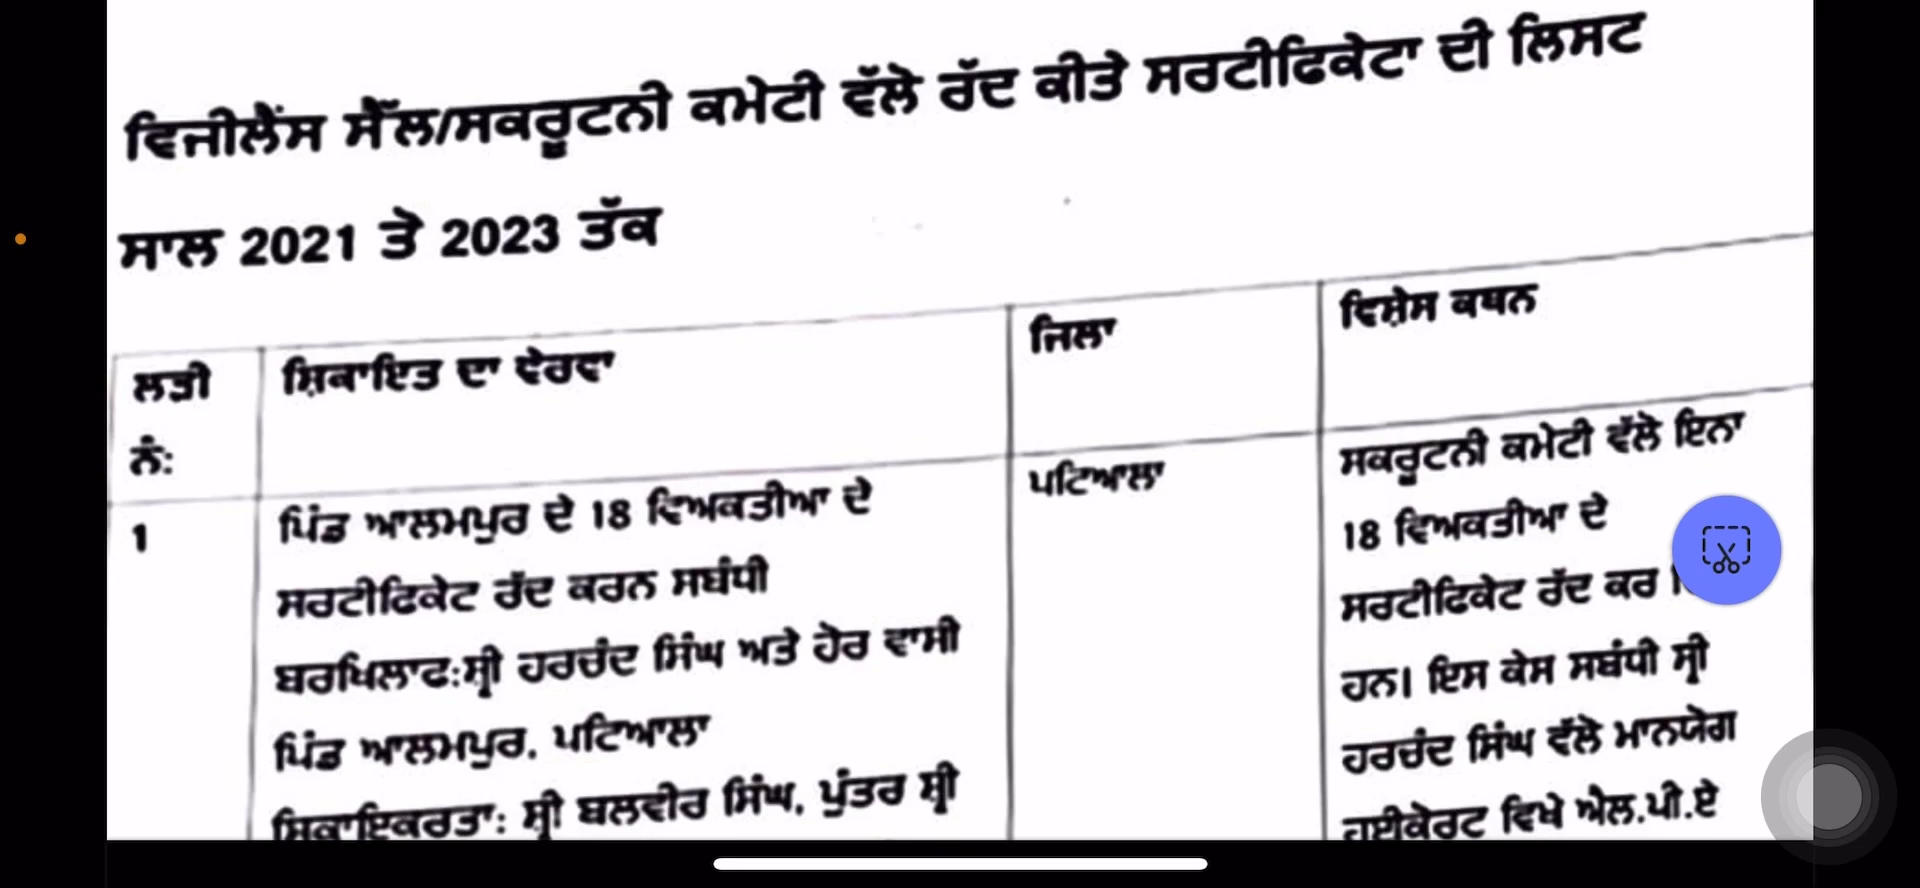 ਵਿਜੀਲੈਂਸ ਸੈੱਲ/ਸਕਰੂਟਨੀ ਕਮੇਟੀ ਵੱਲੋ ਰੱਦ ਕੀਤੇ ਸਰਟੀਫਿਕੇਟਾ ਦੀ ਲਿਸਟ
ਸਾਲ 2021 ਤੋ 2023 ਤੱਕ
ਲੜੀ ਨੰ:
ਸ਼ਿਕਾਇਤ ਦਾ ਵੇਰਵਾ
ਜਿਲਾ
ਵਿਸ਼ੇਸ ਕਥਨ
1
ਪਿੰਡ ਆਲਮਪੁਰ ਦੇ 18 ਵਿਅਕਤੀਆ ਦੇ
ਸਰਟੀਫਿਕੇਟ ਰੱਦ ਕਰਨ ਸਬੰਧੀ
ਬਰਖਿਲਾਫ:ਸ੍ਰੀ ਹਰਚੰਦ ਸਿੰਘ ਅਤੇ ਹੋਰ ਵਾਸੀ
ਪਿੰਡ ਆਲਮਪੁਰ, ਪਟਿਆਲਾ
ਸ਼ਿਕਾਇਕਰਤਾ: ਸ੍ਰੀ ਬਲਵੀਰ ਸਿੰਘ, ਪੁੱਤਰ ਸ੍ਰੀ
ਪਟਿਆਲਾ
ਸਕਰੂਟਨੀ ਕਮੇਟੀ ਵੱਲੋ ਇਨਾ
18 ਵਿਅਕਤੀਆ ਦੇ
ਸਰਟੀਫਿਕੇਟ ਰੱਦ ਕਰ
ਹਨ। ਇਸ ਕੇਸ ਸਬੰਧੀ ਸ੍ਰੀ
ਹਰਚੰਦ ਸਿੰਘ ਵੱਲੋ ਮਾਨਯੋਗ
ਹਾਈਕੋਰਟ ਵਿਖੇ ਐਲ.ਪੀ.ਏ